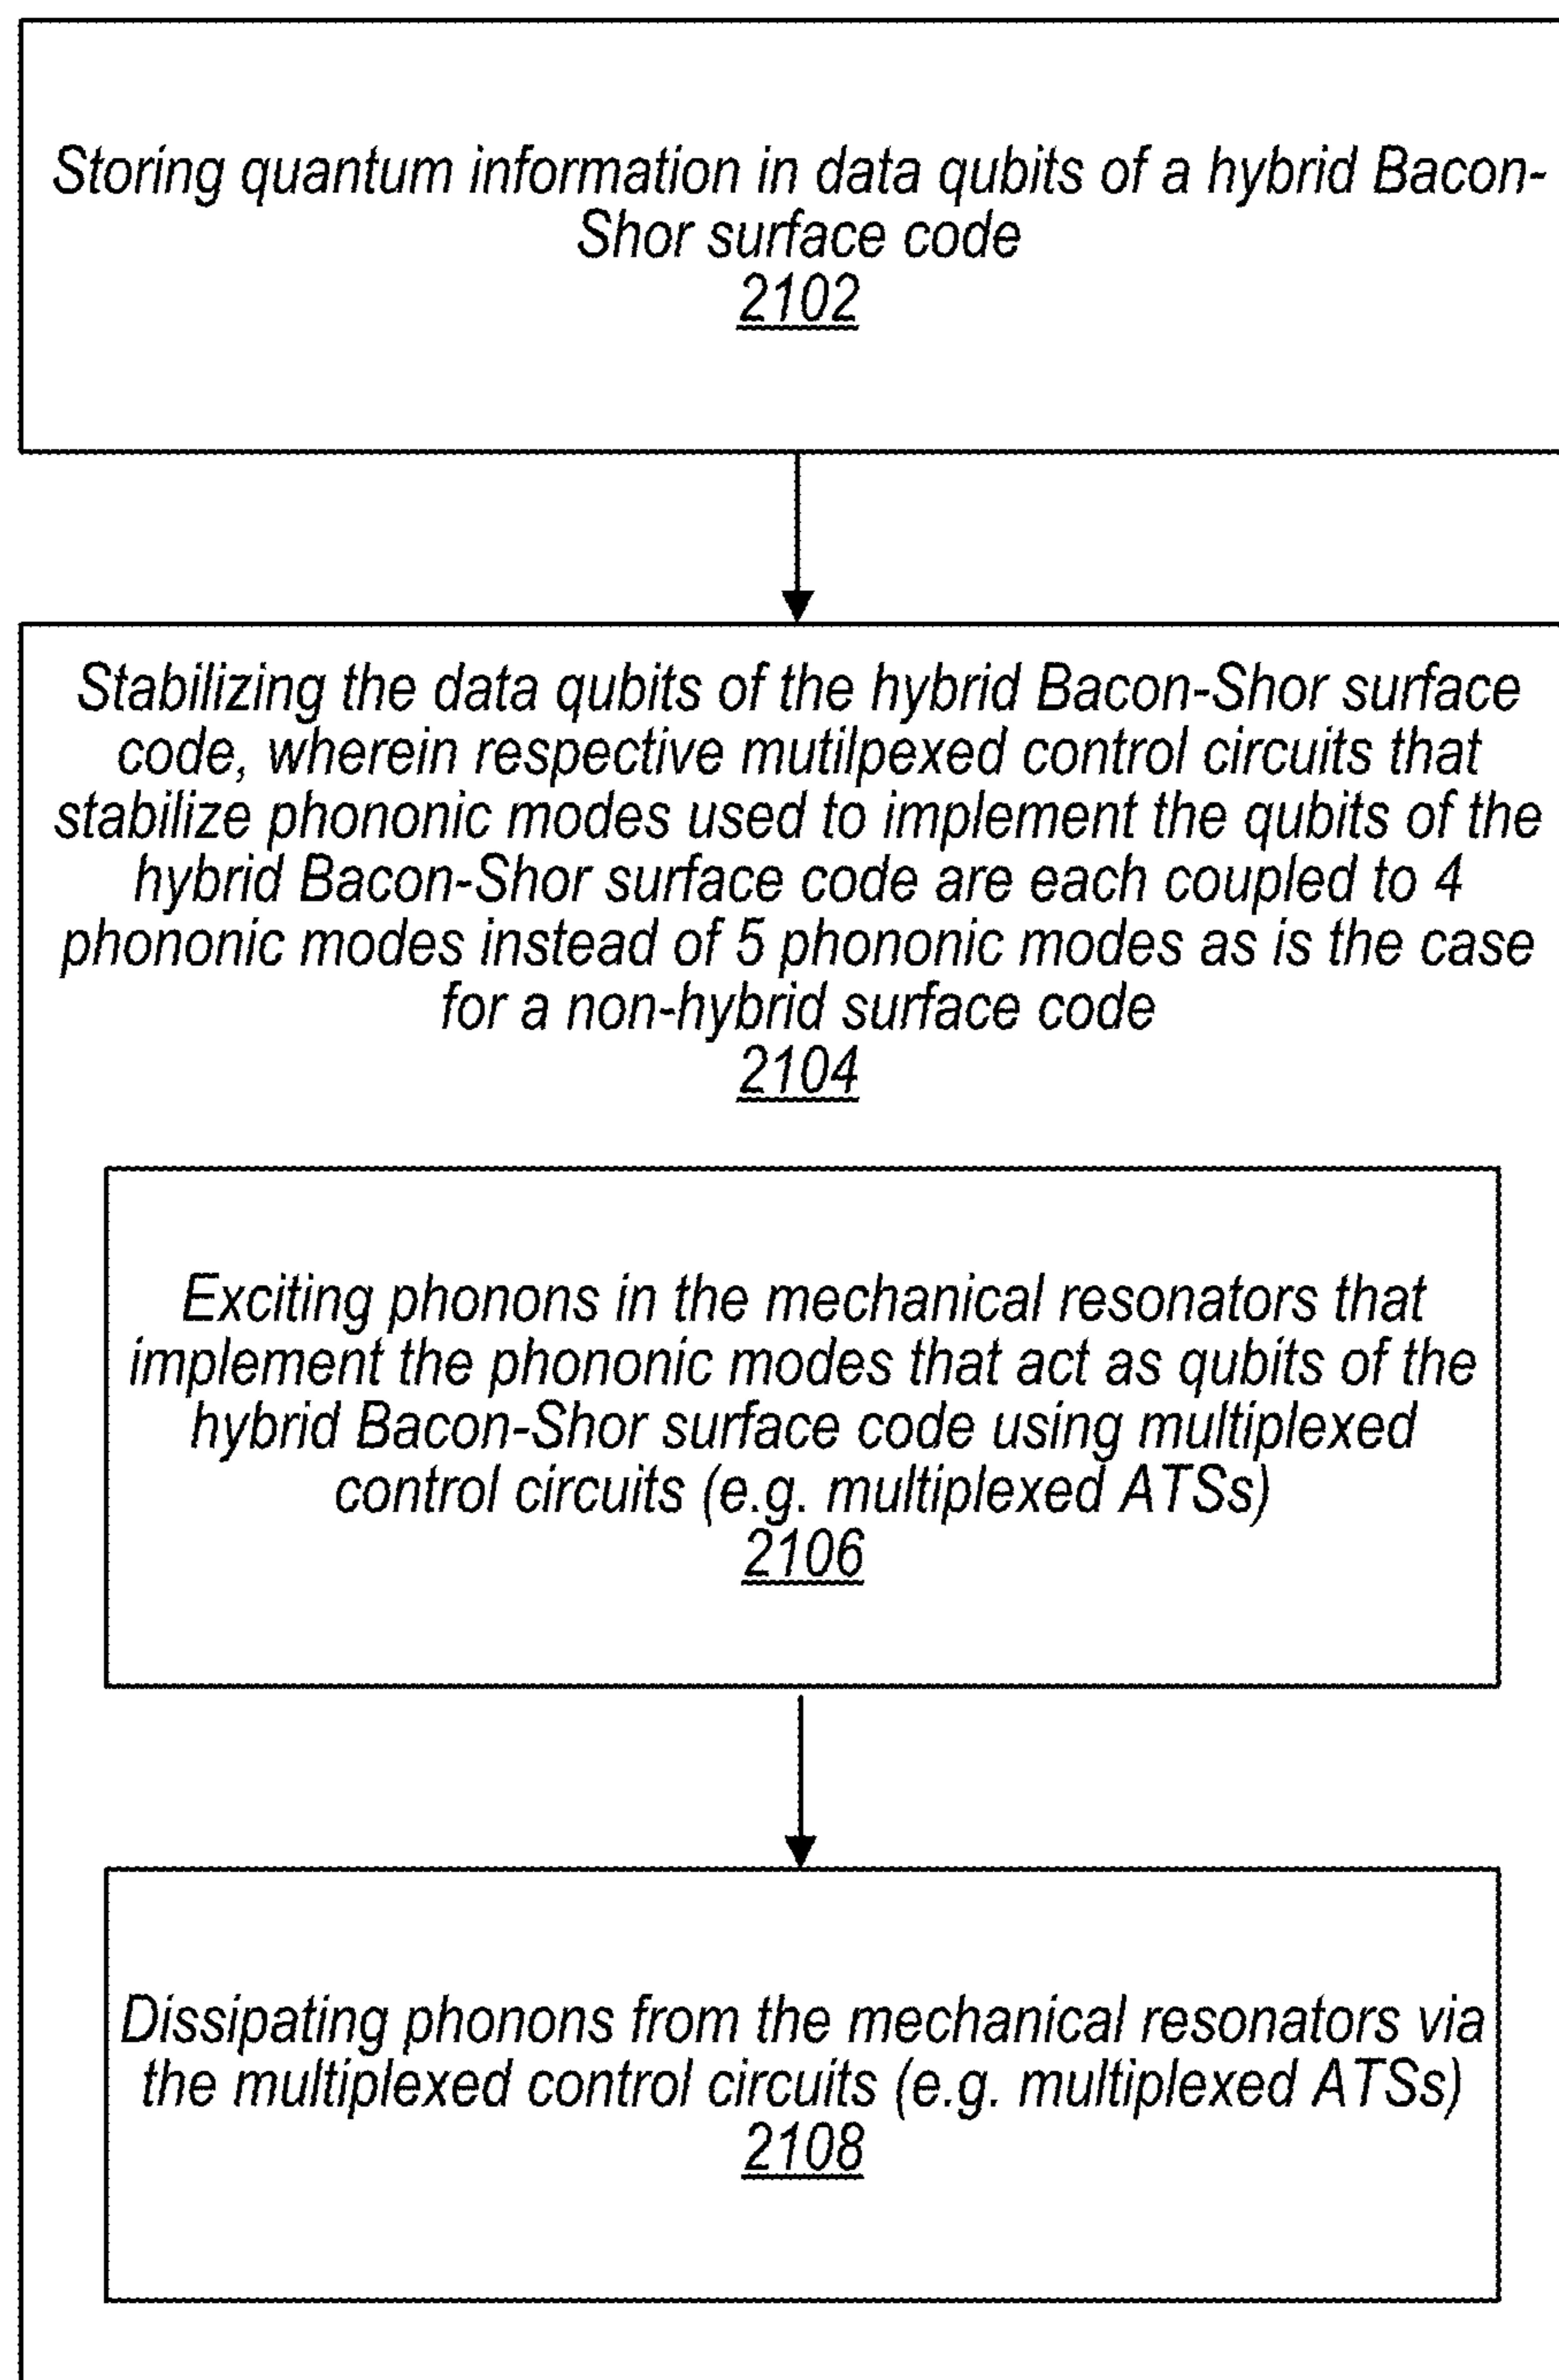 Storing quantum information in data qubits of a hybrid Bacon-
Shor surface code
2102
Stabilizing the data qubits of the hybrid Bacon-Shor surface
code, wherein respective mutilpexed control circuits that
stabilize phononic modes used to implement the qubits of the
hybrid Bacon-Shor surface code are each coupled to 4
phononic modes instead of 5 phononic modes as is the case
for a non-hybrid surface code
2104
Exciting phonons in the mechanical resonators that
implement the phononic modes that act as qubits of the
hybrid Bacon-Shor surface code using multiplexed
control circuits (e.g. multiplexed ATSs)
2106
Dissipating phonons from the mechanical resonators via
the multiplexed control circuits (e.g. multiplexed ATSs)
2108